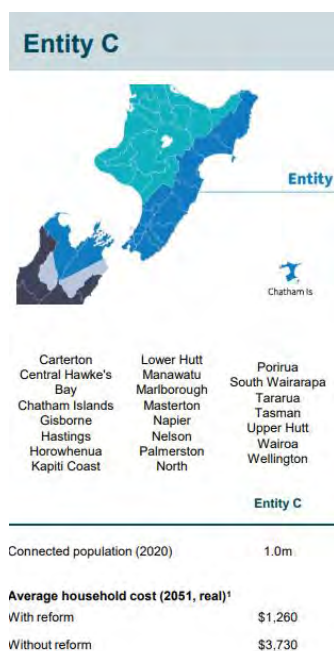 Entity C
Entity
Chatham Is
Carterton
Central Hawke's
Bay
Chatham Islands
Gisborne
Hastings
Horowhenua
Kapiti Coast
Lower Hutt
Manawatu
Marlborough
Masterton
Napier
Nelson
Palmerston
North
Porirua
South Wairarapa
Tararua
Tasman
Upper Hutt
Wairoa
Wellington
Entity C
Connected population (2020) 1.0m
Average household cost (2051, real)¹
With reform $1,260
Without reform $3,730